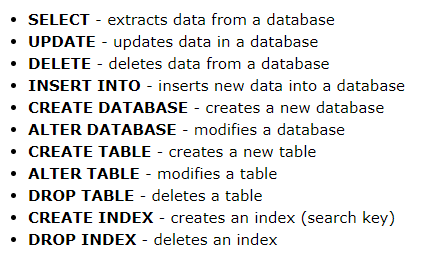 • SELECT - extracts data from a database
• UPDATE - updates data in a database
• DELETE - deletes data from a database
• INSERT INTO - inserts new data into a database
• CREATE DATABASE - creates a new database
• ALTER DATABASE - modifies a database
• CREATE TABLE - creates a new table
• ALTER TABLE - modifies a table
• DROP TABLE - deletes a table
• CREATE INDEX - creates an index (search key)
• DROP INDEX - deletes an index